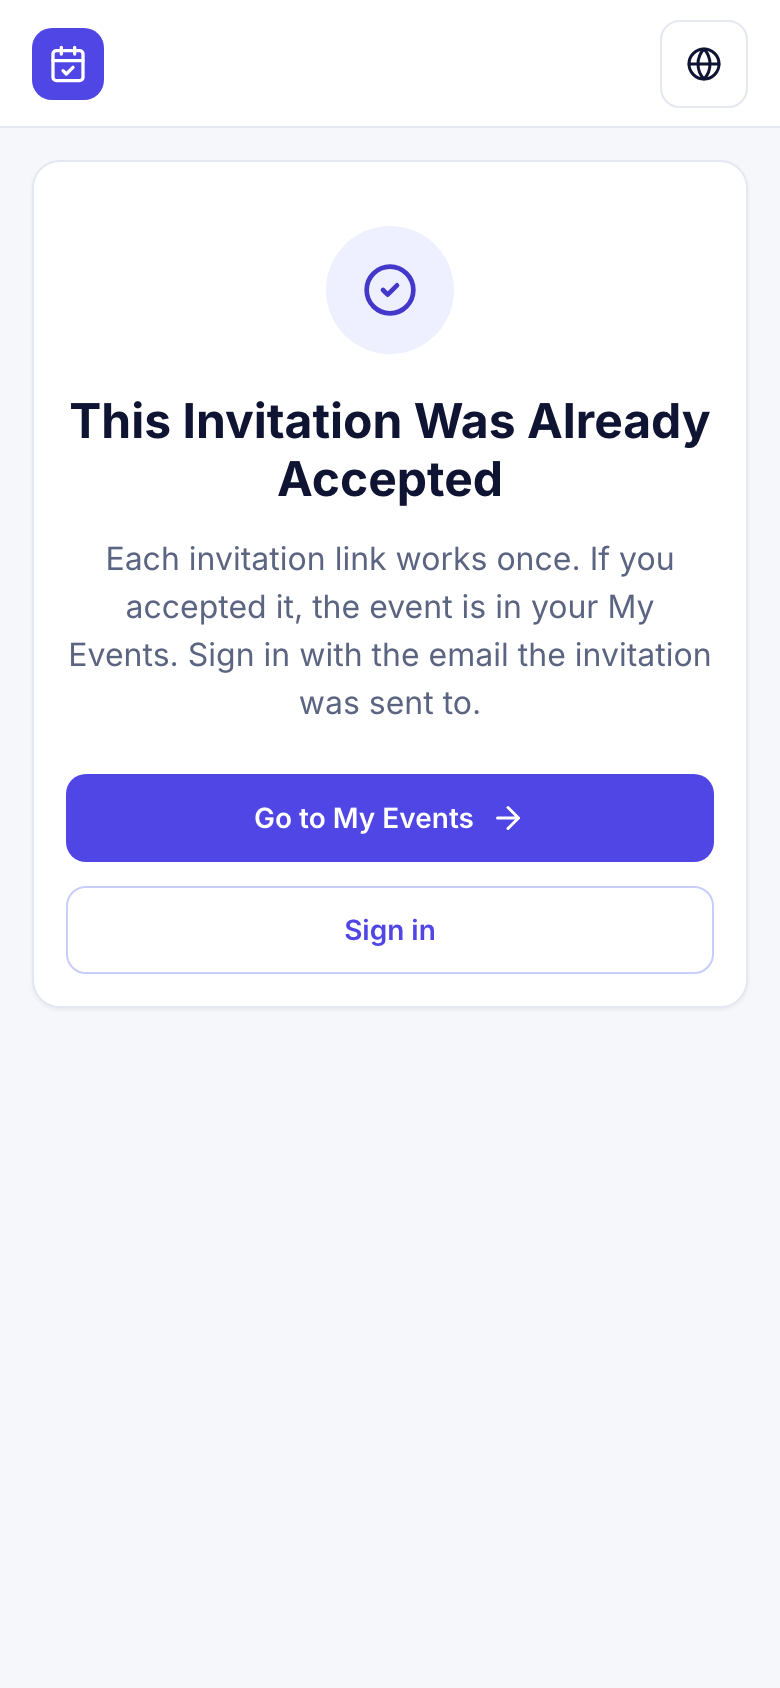 This Invitation Was Already
Accepted
Each invitation link works once. If you
accepted it, the event is in your My
Events. Sign in with the email the invitation
was sent to.
Go to My Events
Sign in